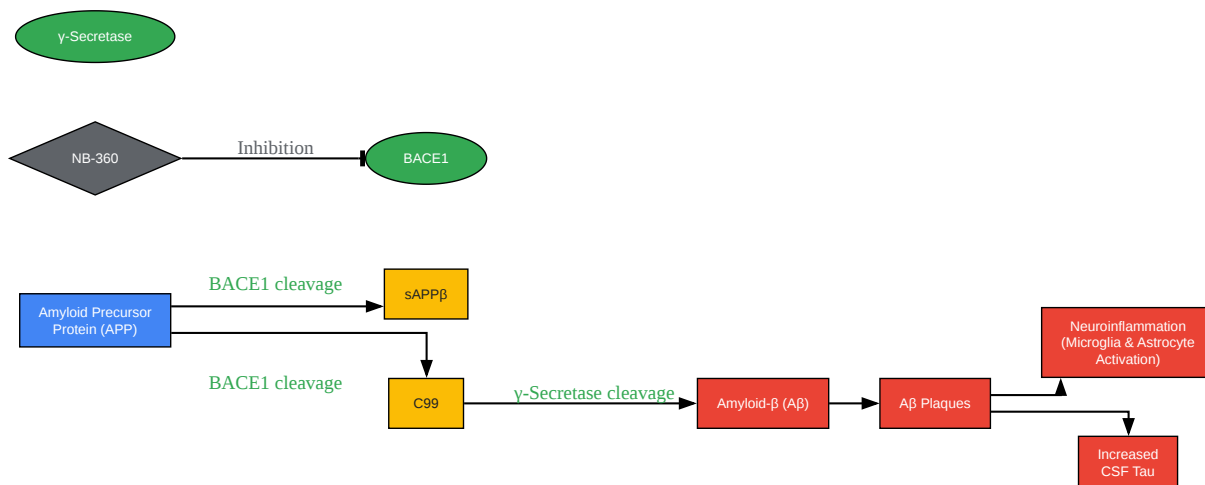 γ-Secretase
NB-360
Inhibition
BACE1
BACE1 cleavage
sAPPβ
Amyloid Precursor
Protein (APP)
BACE1 cleavage
C99
γ-Secretase cleavage
Amyloid-β (Aβ)
Aβ Plaques
Neuroinflammation
(Microglia & Astrocyte
Activation)
Increased
CSF Tau